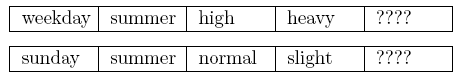 weekday summer high heavy ????
sunday summer normal slight ????